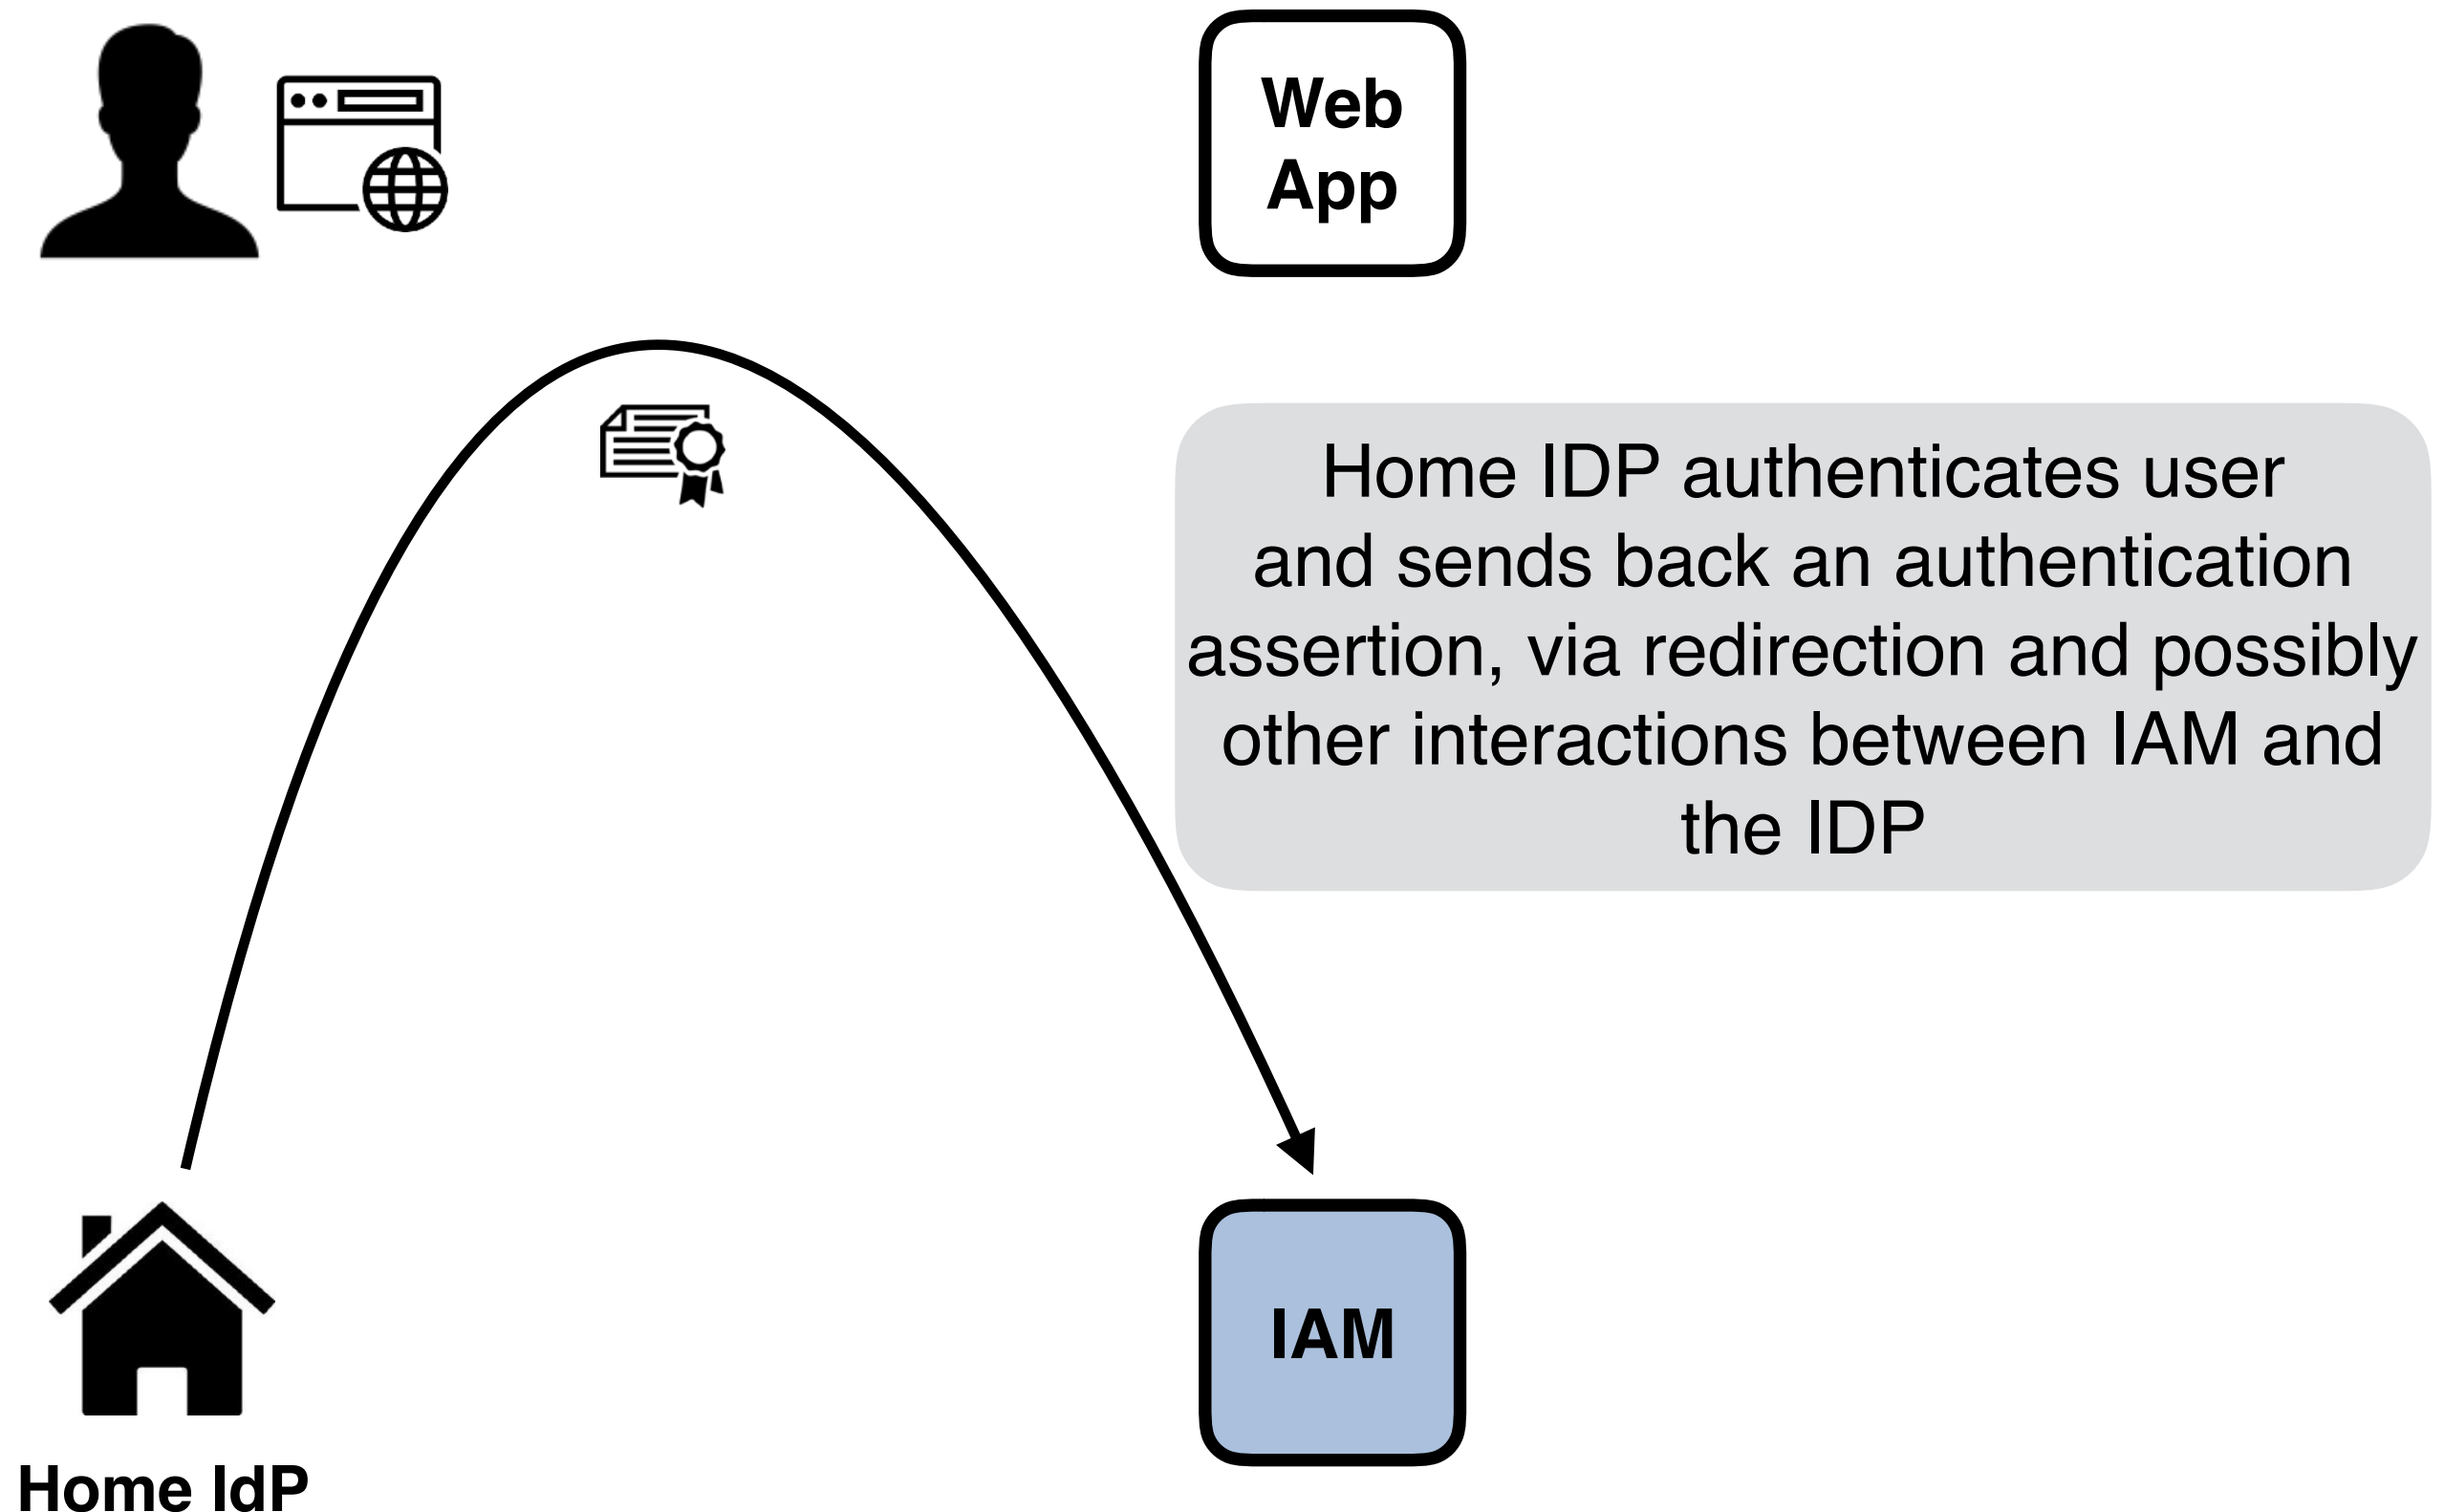 Web
App
Home IDP authenticates user
and sends back an authentication
assertion, via redirection and possibly
other interactions between IAM and
the IDP
IAM
Home IdP